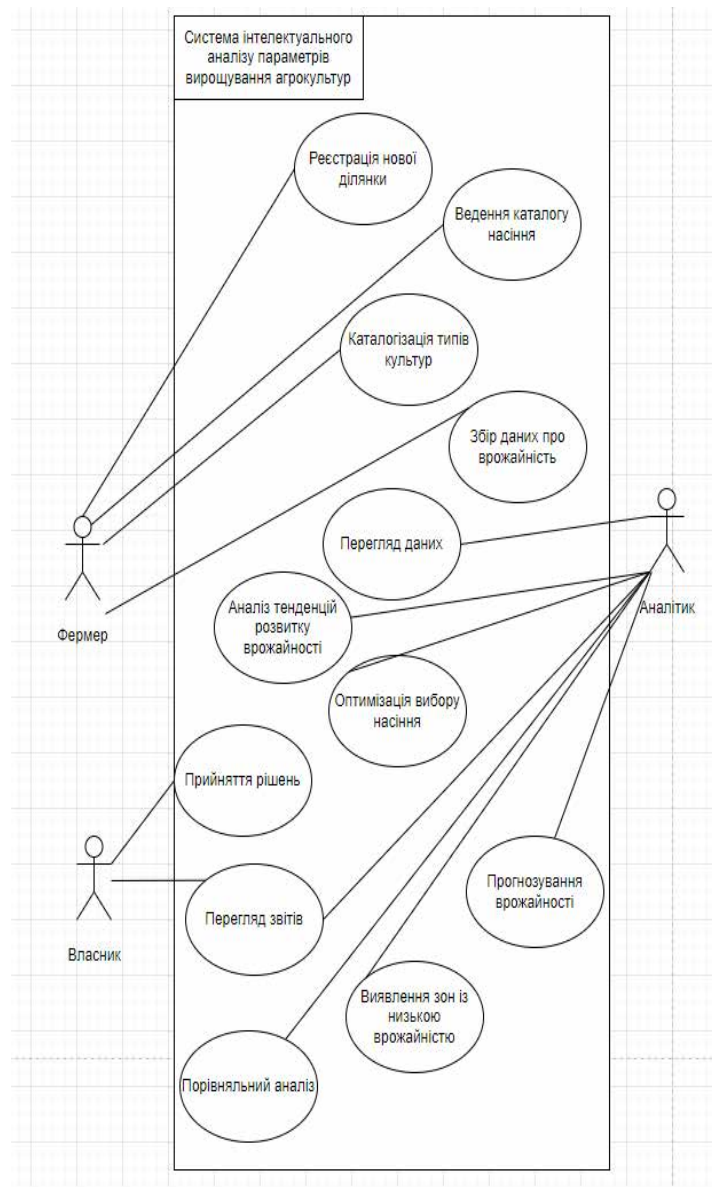 Система інтелектуального
аналізу параметрів
вирощування агрокультур
Реєстрація нової
ділянки
Ведення каталогу
насіння
Каталогізація типів
культур
Збір даних про
врожайність
Перегляд даних
Аналітик
Фермер
Аналіз тенденцій
розвитку
врожайності
Оптимізація вибору
насіння
Прийняття рішень
Власник
Перегляд звітів
Прогнозування
врожайності
Виявлення зон із
низькою
врожайністю
Порівняльний аналіз